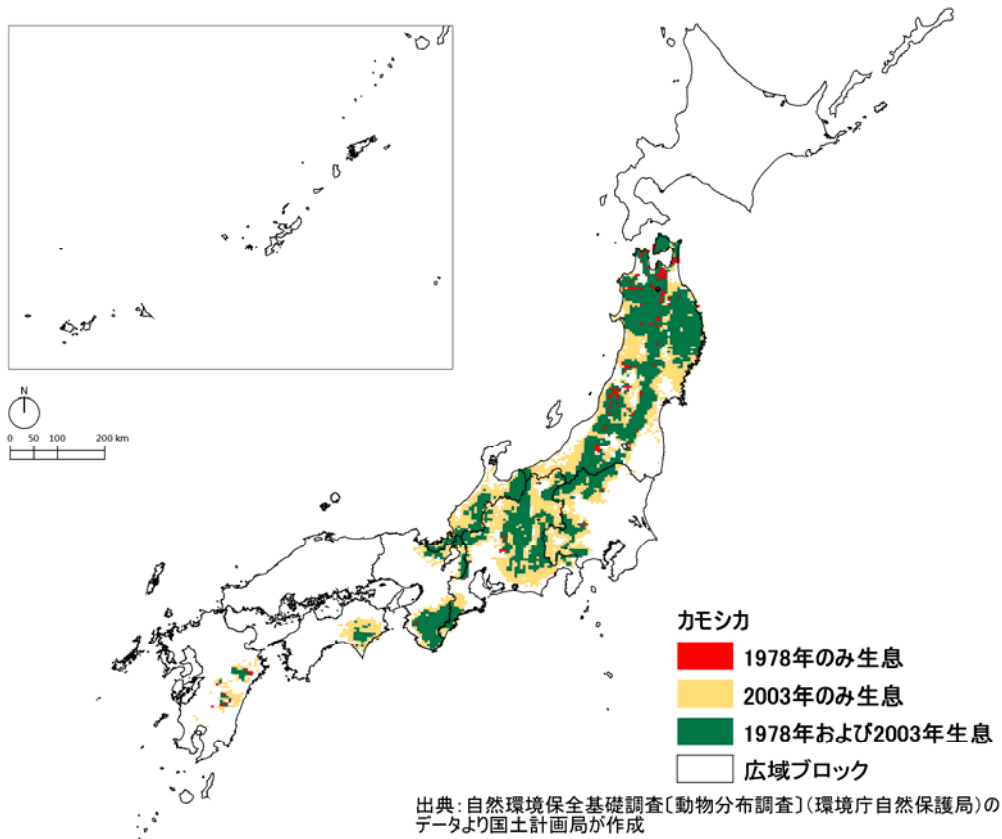 N
0 50 100 200 km
カモシカ
1978年のみ生息
2003年のみ生息
1978年および2003年生息
広域ブロック
出典：自然環境保全基礎調査〔動物分布調査〕（環境庁自然保護局）の
データより国土計画局が作成